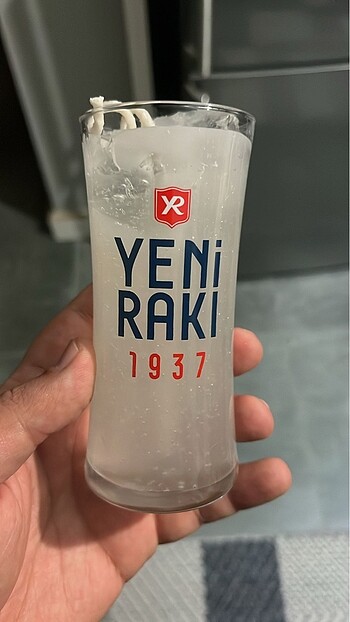 YR
YENi
RAKI
1937